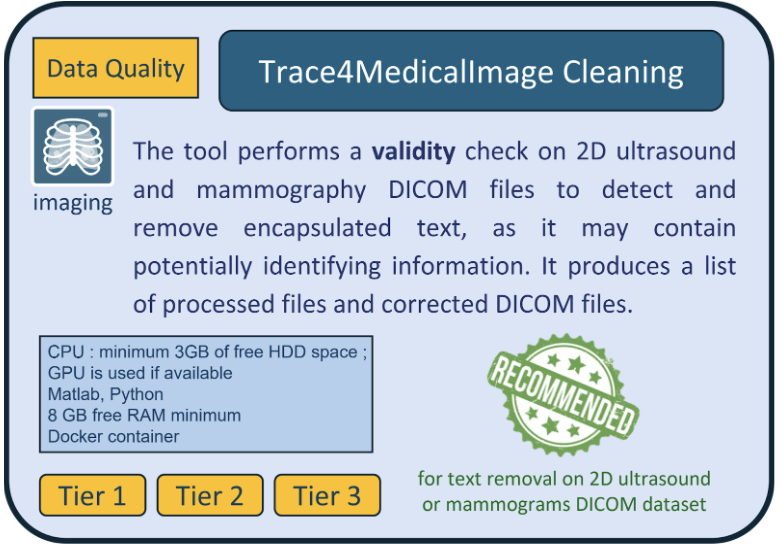 Data Quality
Trace4MedicalImage Cleaning
imaging
The tool performs a validity check on 2D ultrasound
and mammography DICOM files to detect and
remove encapsulated text, as it may contain
potentially identifying information. It produces a list
of processed files and corrected DICOM files.
CPU : minimum 3GB of free HDD space ;
GPU is used if available
Matlab, Python
8 GB free RAM minimum
Docker container
RECOMMENDED
Tier 1
Tier 2
Tier 3
for text removal on 2D ultrasound
or mammograms DICOM dataset